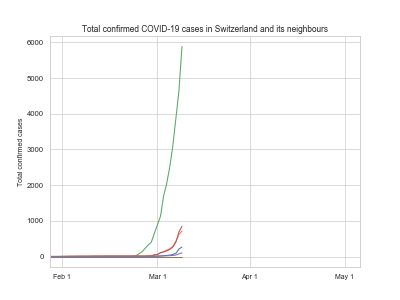 Total confirmed COVID-19 cases in Switzerland and its neighbours
6000
5000
4000
3000
2000
1000
0
Total confirmed cases
Feb 1
Mar 1
Apr 1
May 1